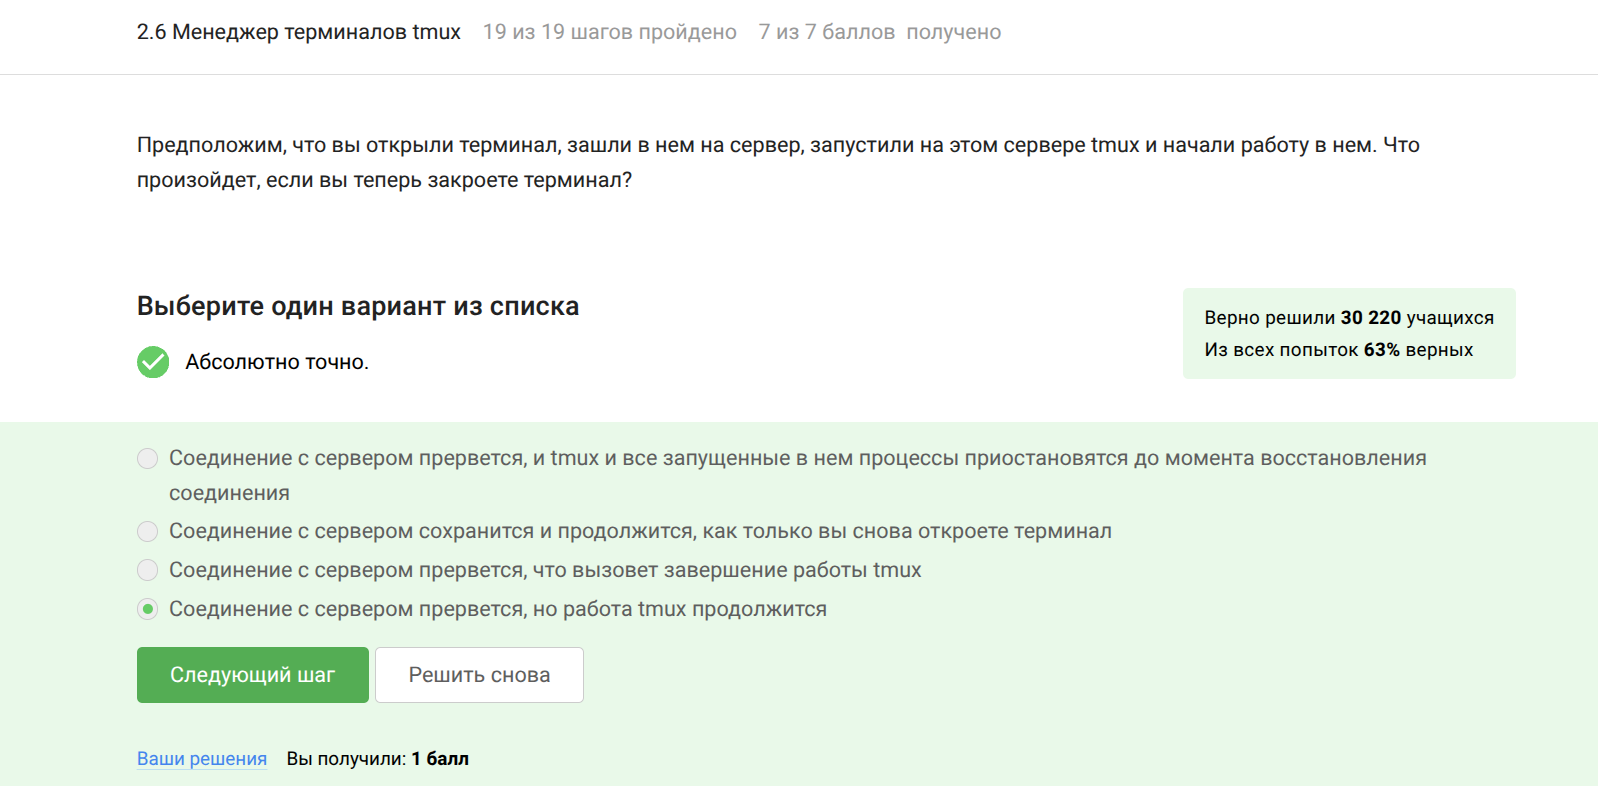 2.6 Менеджер терминалов tmux 19 из 19 шагов пройдено 7 из 7 баллов получено
Предположим, что вы открыли терминал, зашли в нем на сервер, запустили на этом сервере tmux и начали работу в нем. Что
произойдет, если вы теперь закроете терминал?
Выберите один вариант из списка
Абсолютно точно.
Верно решили 30 220 учащихся
Из всех попыток 63% верных
Соединение с сервером прервется, и tmux и все запущенные в нем процессы приостановятся до момента восстановления
соединения
Соединение с сервером сохранится и продолжится, как только вы снова откроете терминал
Соединение с сервером прервется, что вызовет завершение работы tmux
Соединение с сервером прервется, но работа tmux продолжится
Следующий шаг Решить снова
Ваши решения Вы получили: 1 балл